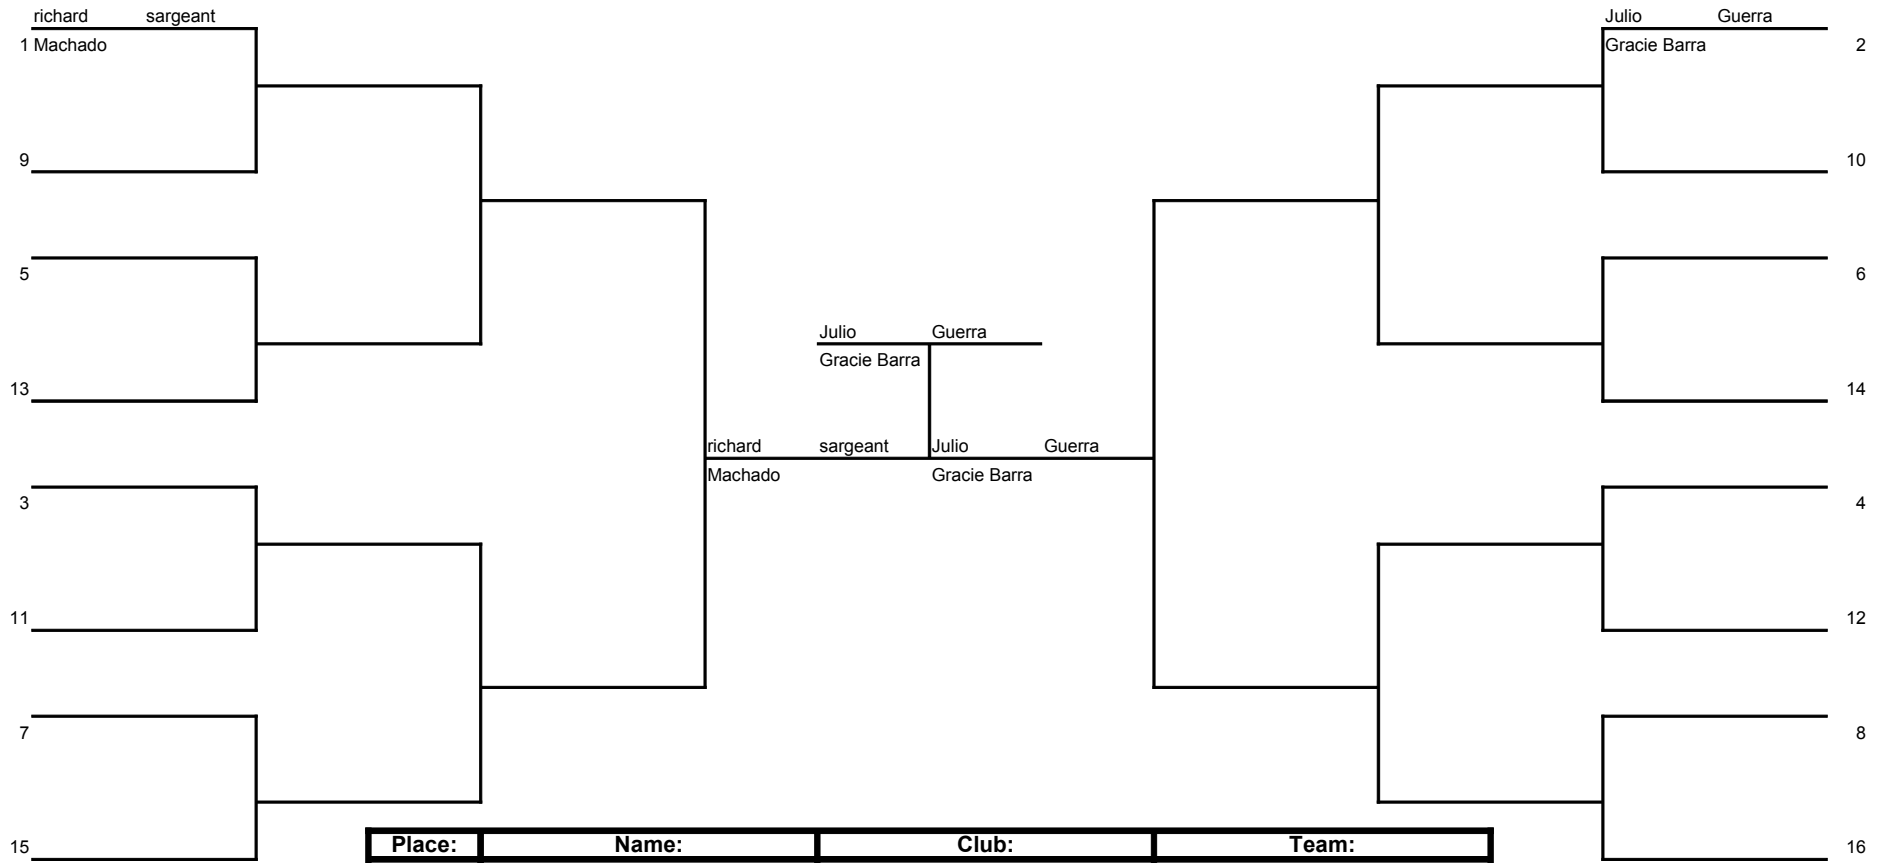 richard sargeant Julio Guerra
1 Machado Gracie Barra 2
9 10
5 6
Julio Guerra
Gracie Barra
13 14
richard sargeant Julio Guerra
Machado Gracie Barra
3 4
11 12
7 8
Place: Name: Club: Team:
15 16